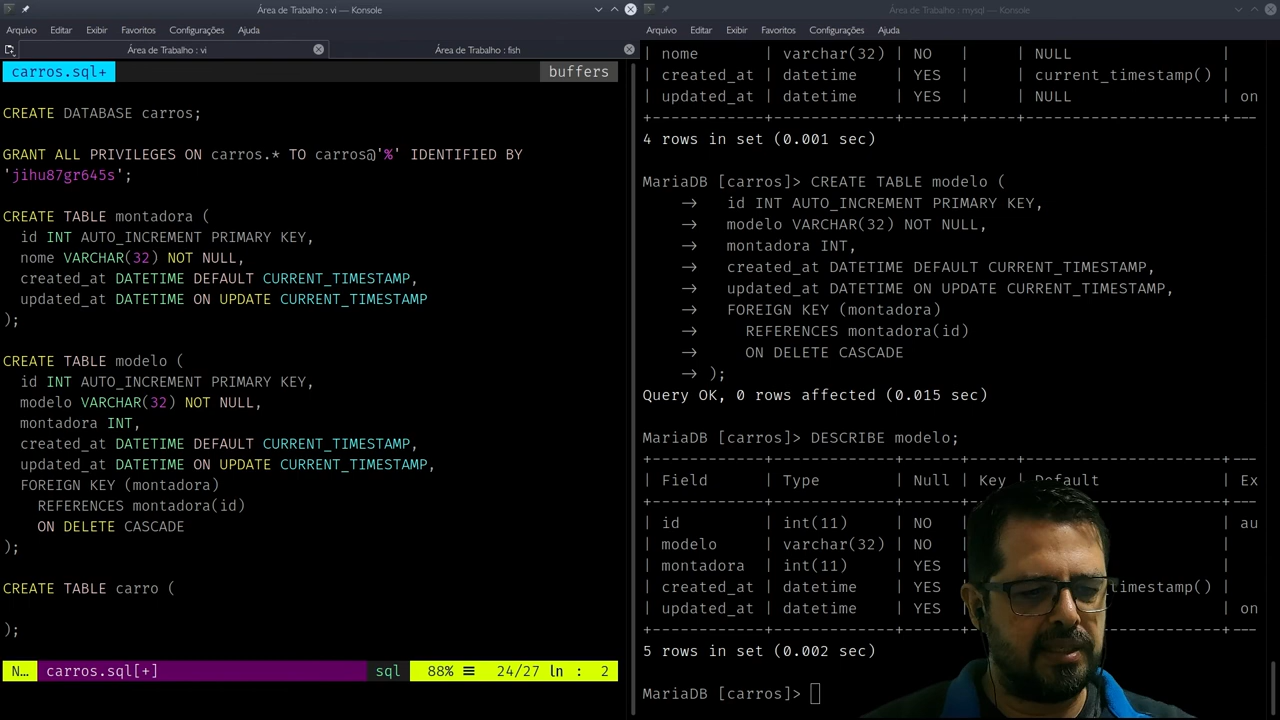 Área de Trabalho : vi — Konsole
Arquivo Editar Exibir Favoritos Configurações Ajuda
Área de Trabalho : vi
Área de Trabalho : fish
carros.sql+
buffers
CREATE DATABASE carros;
GRANT ALL PRIVILEGES ON carros.* TO carros@'%' IDENTIFIED BY
'jihu87gr645s';
CREATE TABLE montadora (
id INT AUTO_INCREMENT PRIMARY KEY,
nome VARCHAR(32) NOT NULL,
created_at DATETIME DEFAULT CURRENT_TIMESTAMP,
updated_at DATETIME ON UPDATE CURRENT_TIMESTAMP
);
CREATE TABLE modelo (
id INT AUTO_INCREMENT PRIMARY KEY,
modelo VARCHAR(32) NOT NULL,
montadora INT,
created_at DATETIME DEFAULT CURRENT_TIMESTAMP,
updated_at DATETIME ON UPDATE CURRENT_TIMESTAMP,
FOREIGN KEY (montadora)
REFERENCES montadora(id)
ON DELETE CASCADE
);
CREATE TABLE carro (
);
N… carros.sql[+] sql 88% ≡ 24/27 ln : 2
Área de Trabalho : mysql — Konsole
Arquivo Editar Exibir Favoritos Configurações Ajuda
| nome | varchar(32) | NO | | NULL |
| created_at | datetime | YES | | current_timestamp() |
| updated_at | datetime | YES | | NULL | on
4 rows in set (0.001 sec)
MariaDB [carros]> CREATE TABLE modelo (
→ id INT AUTO_INCREMENT PRIMARY KEY,
→ modelo VARCHAR(32) NOT NULL,
→ montadora INT,
→ created_at DATETIME DEFAULT CURRENT_TIMESTAMP,
→ updated_at DATETIME ON UPDATE CURRENT_TIMESTAMP,
→ FOREIGN KEY (montadora)
→ REFERENCES montadora(id)
→ ON DELETE CASCADE
→ );
Query OK, 0 rows affected (0.015 sec)
MariaDB [carros]> DESCRIBE modelo;
| Field | Type | Null | Key | Default | Ex
| id | int(11) | NO | | au
| modelo | varchar(32) | NO | |
| montadora | int(11) | YES | |
| created_at | datetime | YES | timestamp() |
| updated_at | datetime | YES | | on
5 rows in set (0.002 sec)
MariaDB [carros]>